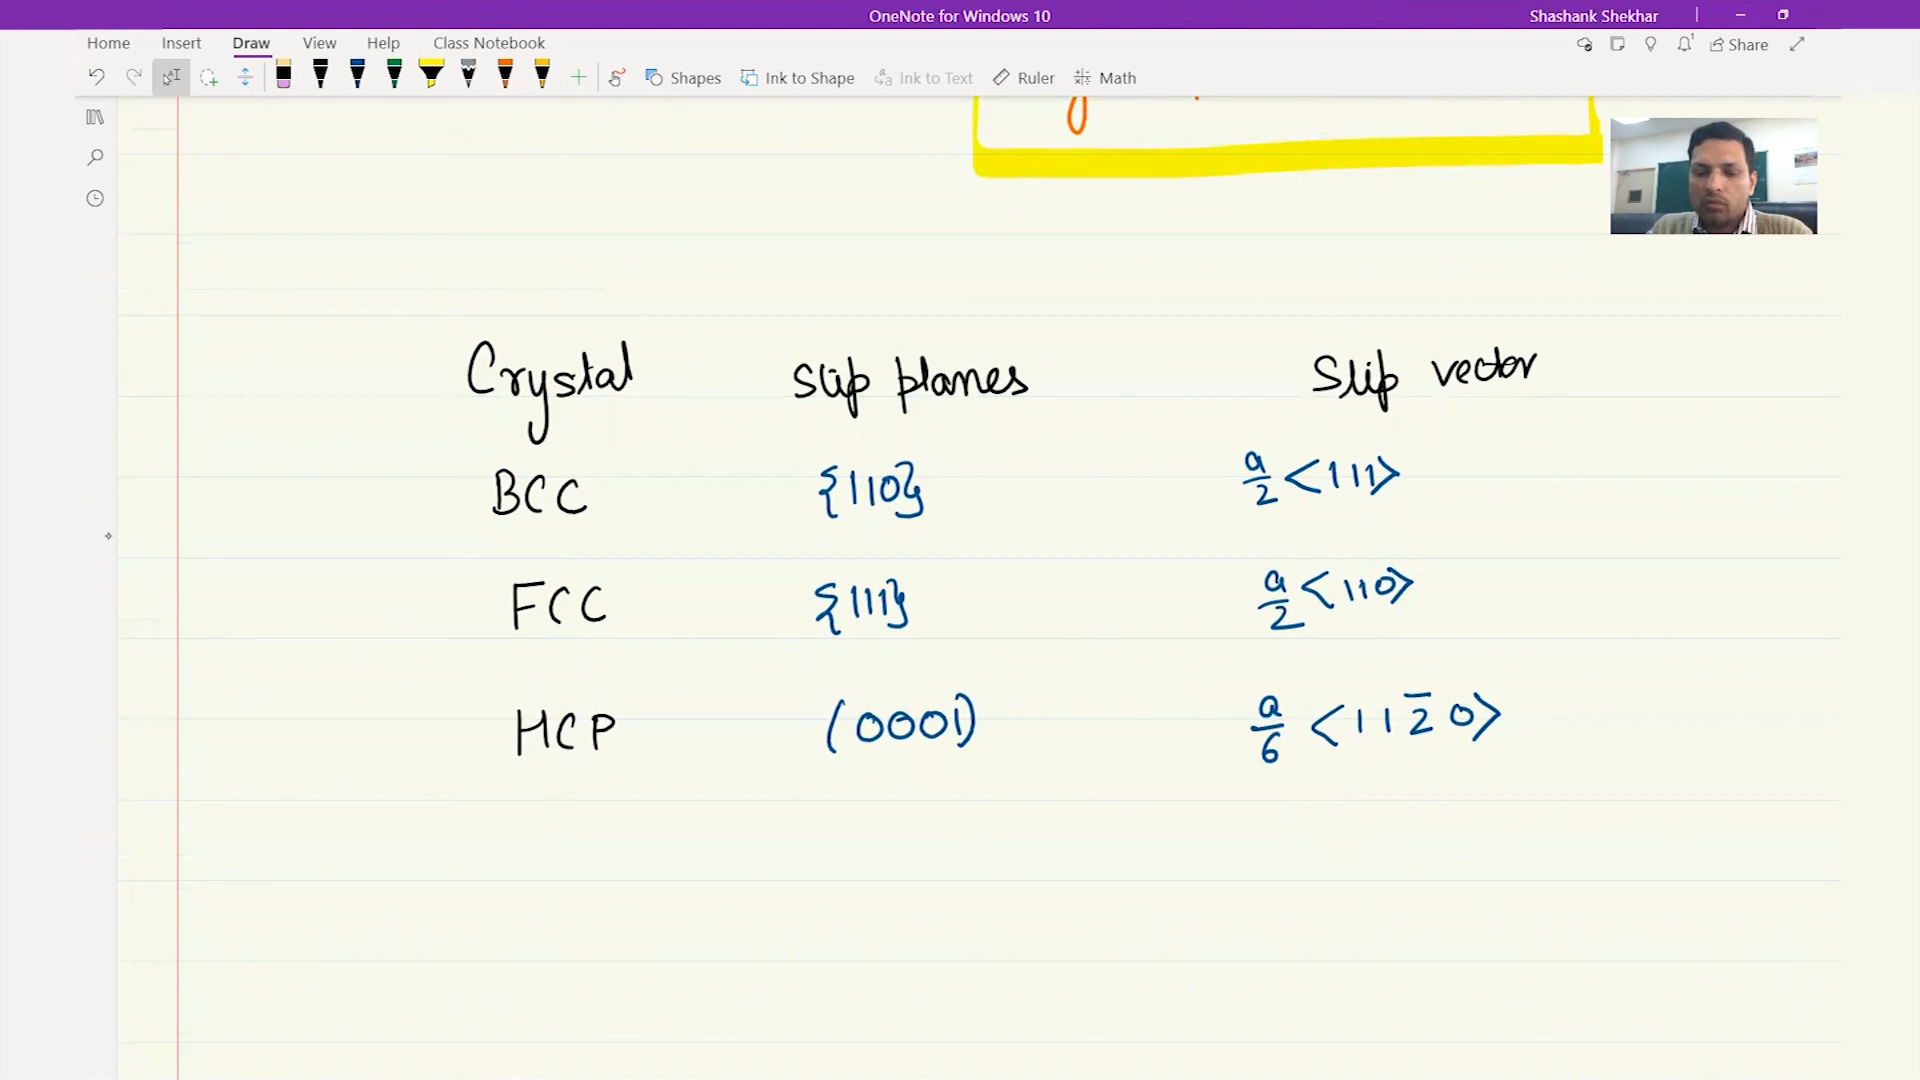 OneNote for Windows 10
Shashank Shekhar
Home Insert Draw View Help Class Notebook
Share
Shapes Ink to Shape Ink to Text Ruler Math
Crystal Slip planes Slip vector
BCC {110} a/2 <111>
FCC {111} a/2 <110>
HCP (0001) a/6 <112̅0>